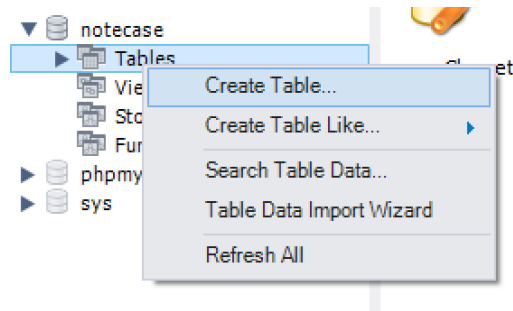 notecase
Tables
Create Table...
Create Table Like...
Search Table Data...
Table Data Import Wizard
Refresh All
phpmy
sys